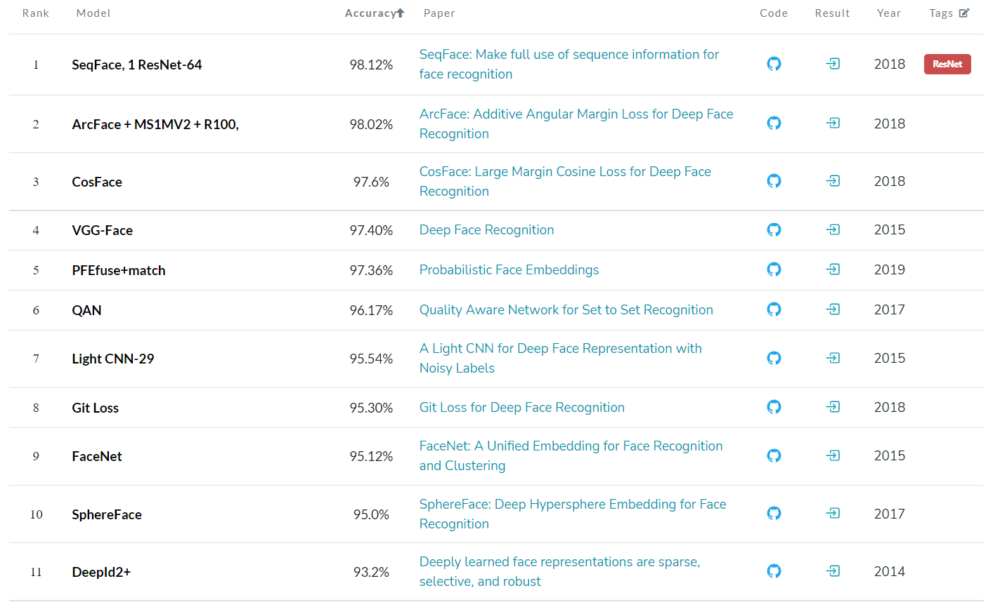 Rank Model Accuracy Paper Code Result Year Tags
1 SeqFace, 1 ResNet-64 98.12% SeqFace: Make full use of sequence information for face recognition 2018 ResNet
2 ArcFace + MS1MV2 + R100, 98.02% ArcFace: Additive Angular Margin Loss for Deep Face Recognition 2018
3 CosFace 97.6% CosFace: Large Margin Cosine Loss for Deep Face Recognition 2018
4 VGG-Face 97.40% Deep Face Recognition 2015
5 PFEfuse+match 97.36% Probabilistic Face Embeddings 2019
6 QAN 96.17% Quality Aware Network for Set to Set Recognition 2017
7 Light CNN-29 95.54% A Light CNN for Deep Face Representation with Noisy Labels 2015
8 Git Loss 95.30% Git Loss for Deep Face Recognition 2018
9 FaceNet 95.12% FaceNet: A Unified Embedding for Face Recognition and Clustering 2015
10 SphereFace 95.0% SphereFace: Deep Hypersphere Embedding for Face Recognition 2017
11 DeepId2+ 93.2% Deeply learned face representations are sparse, selective, and robust 2014